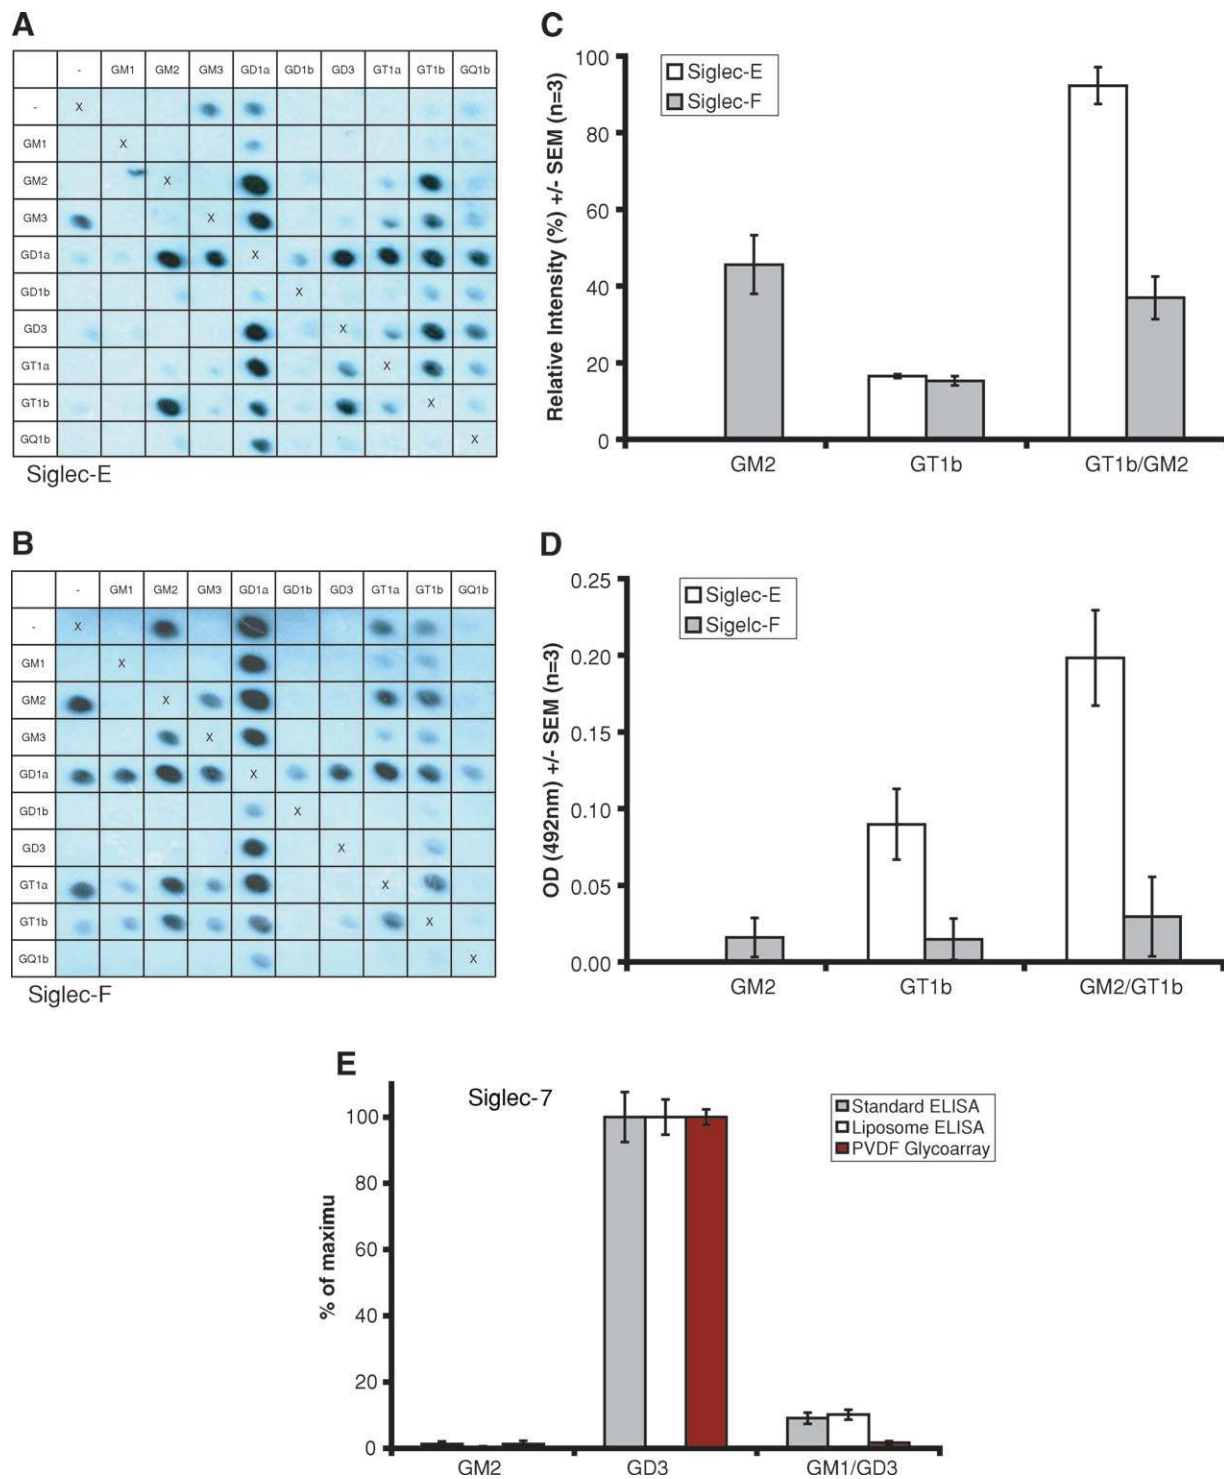 A
- GM1 GM2 GM3 GD1a GD1b GD3 GT1a GT1b GQ1b
- X
GM1 X
GM2 X
GM3 X
GD1a X
GD1b X
GD3 X
GT1a X
GT1b X
GQ1b X
Siglec-E
B
- GM1 GM2 GM3 GD1a GD1b GD3 GT1a GT1b GQ1b
- X
GM1 X
GM2 X
GM3 X
GD1a X
GD1b X
GD3 X
GT1a X
GT1b X
GQ1b X
Siglec-F
C
Relative Intensity (%) +/- SEM (n=3)
100
80
60
40
20
0
Siglec-E
Siglec-F
GM2 GT1b GT1b/GM2
D
OD (492nm) +/- SEM (n=3)
0.25
0.20
0.15
0.10
0.05
0.00
Siglec-E
Sigelc-F
GM2 GT1b GM2/GT1b
E
Siglec-7
% of maximu
100
80
60
40
20
0
Standard ELISA
Liposome ELISA
PVDF Glycoarray
GM2 GD3 GM1/GD3